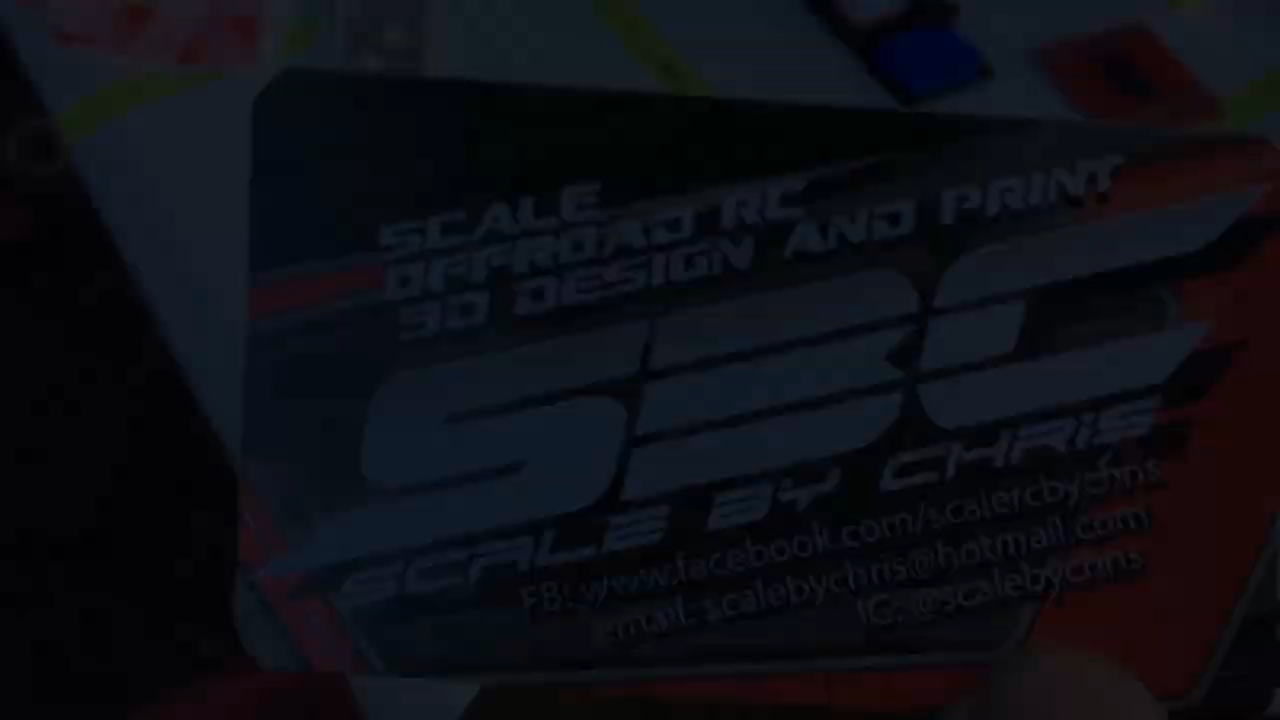 SCALE
OFFROAD RC
3D DESIGN AND PRINT
SBC
SCALE BY CHRIS
FB: www.facebook.com/scalercbychris
email: scalebychris@hotmail.com
IG: @scalebychris